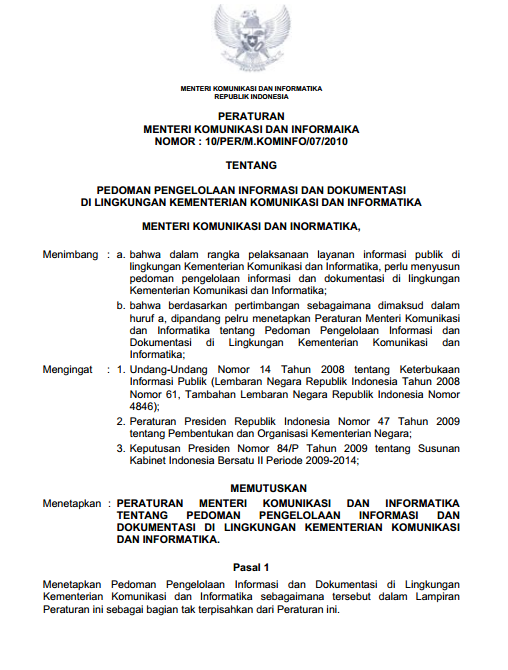 MENTERI KOMUNIKASI DAN INFORMATIKA
REPUBLIK INDONESIA
PERATURAN
MENTERI KOMUNIKASI DAN INFORMAIKA
NOMOR : 10/PER/M.KOMINFO/07/2010
TENTANG
PEDOMAN PENGELOLAAN INFORMASI DAN DOKUMENTASI
DI LINGKUNGAN KEMENTERIAN KOMUNIKASI DAN INFORMATIKA
MENTERI KOMUNIKASI DAN INORMATIKA,
Menimbang : a. bahwa dalam rangka pelaksanaan layanan informasi publik di
lingkungan Kementerian Komunikasi dan Informatika, perlu menyusun
pedoman pengelolaan informasi dan dokumentasi di lingkungan
Kementerian Komunikasi dan Informatika;
b. bahwa berdasarkan pertimbangan sebagaimana dimaksud dalam
huruf a, dipandang pelru menetapkan Peraturan Menteri Komunikasi
dan Informatika tentang Pedoman Pengelolaan Informasi dan
Dokumentasi di Lingkungan Kementerian Komunikasi dan
Informatika;
Mengingat : 1. Undang-Undang Nomor 14 Tahun 2008 tentang Keterbukaan
Informasi Publik (Lembaran Negara Republik Indonesia Tahun 2008
Nomor 61, Tambahan Lembaran Negara Republik Indonesia Nomor
4846);
2. Peraturan Presiden Republik Indonesia Nomor 47 Tahun 2009
tentang Pembentukan dan Organisasi Kementerian Negara;
3. Keputusan Presiden Nomor 84/P Tahun 2009 tentang Susunan
Kabinet Indonesia Bersatu II Periode 2009-2014;
MEMUTUSKAN
Menetapkan : PERATURAN MENTERI KOMUNIKASI DAN INFORMATIKA
TENTANG PEDOMAN PENGELOLAAN INFORMASI DAN
DOKUMENTASI DI LINGKUNGAN KEMENTERIAN KOMUNIKASI
DAN INFORMATIKA.
Pasal 1
Menetapkan Pedoman Pengelolaan Informasi dan Dokumentasi di Lingkungan
Kementerian Komunikasi dan Informatika sebagaimana tersebut dalam Lampiran
Peraturan ini sebagai bagian tak terpisahkan dari Peraturan ini.